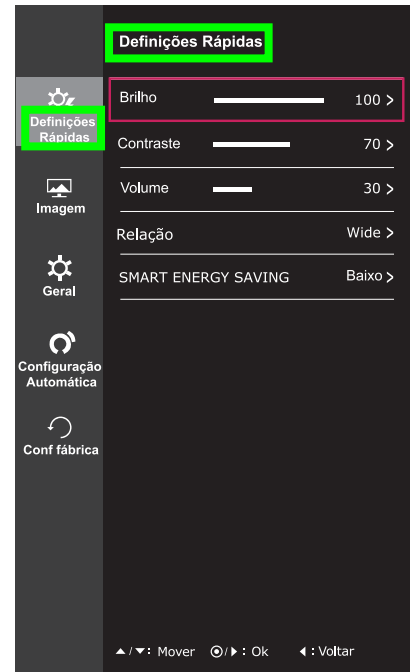 Definições Rápidas
Definições
Rápidas
Imagem
Geral
Configuração
Automática
Conf fábrica
Brilho 100 >
Contraste 70 >
Volume 30 >
Relação Wide >
SMART ENERGY SAVING Baixo >
▲/▼: Mover ⦿/▶: Ok ◀: Voltar